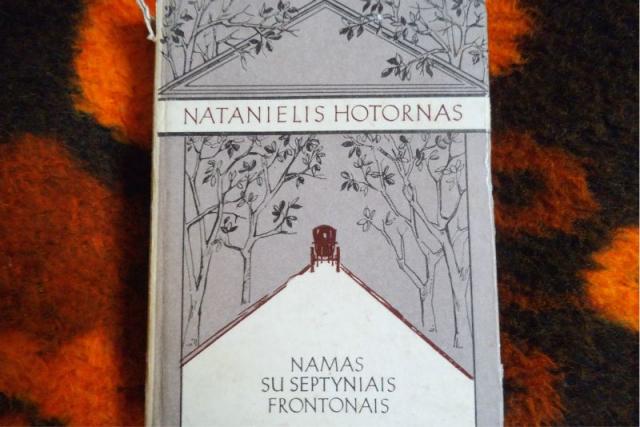 NATANIELIS HOTORNAS
NAMAS
SU SEPTYNIAIS
FRONTONAIS